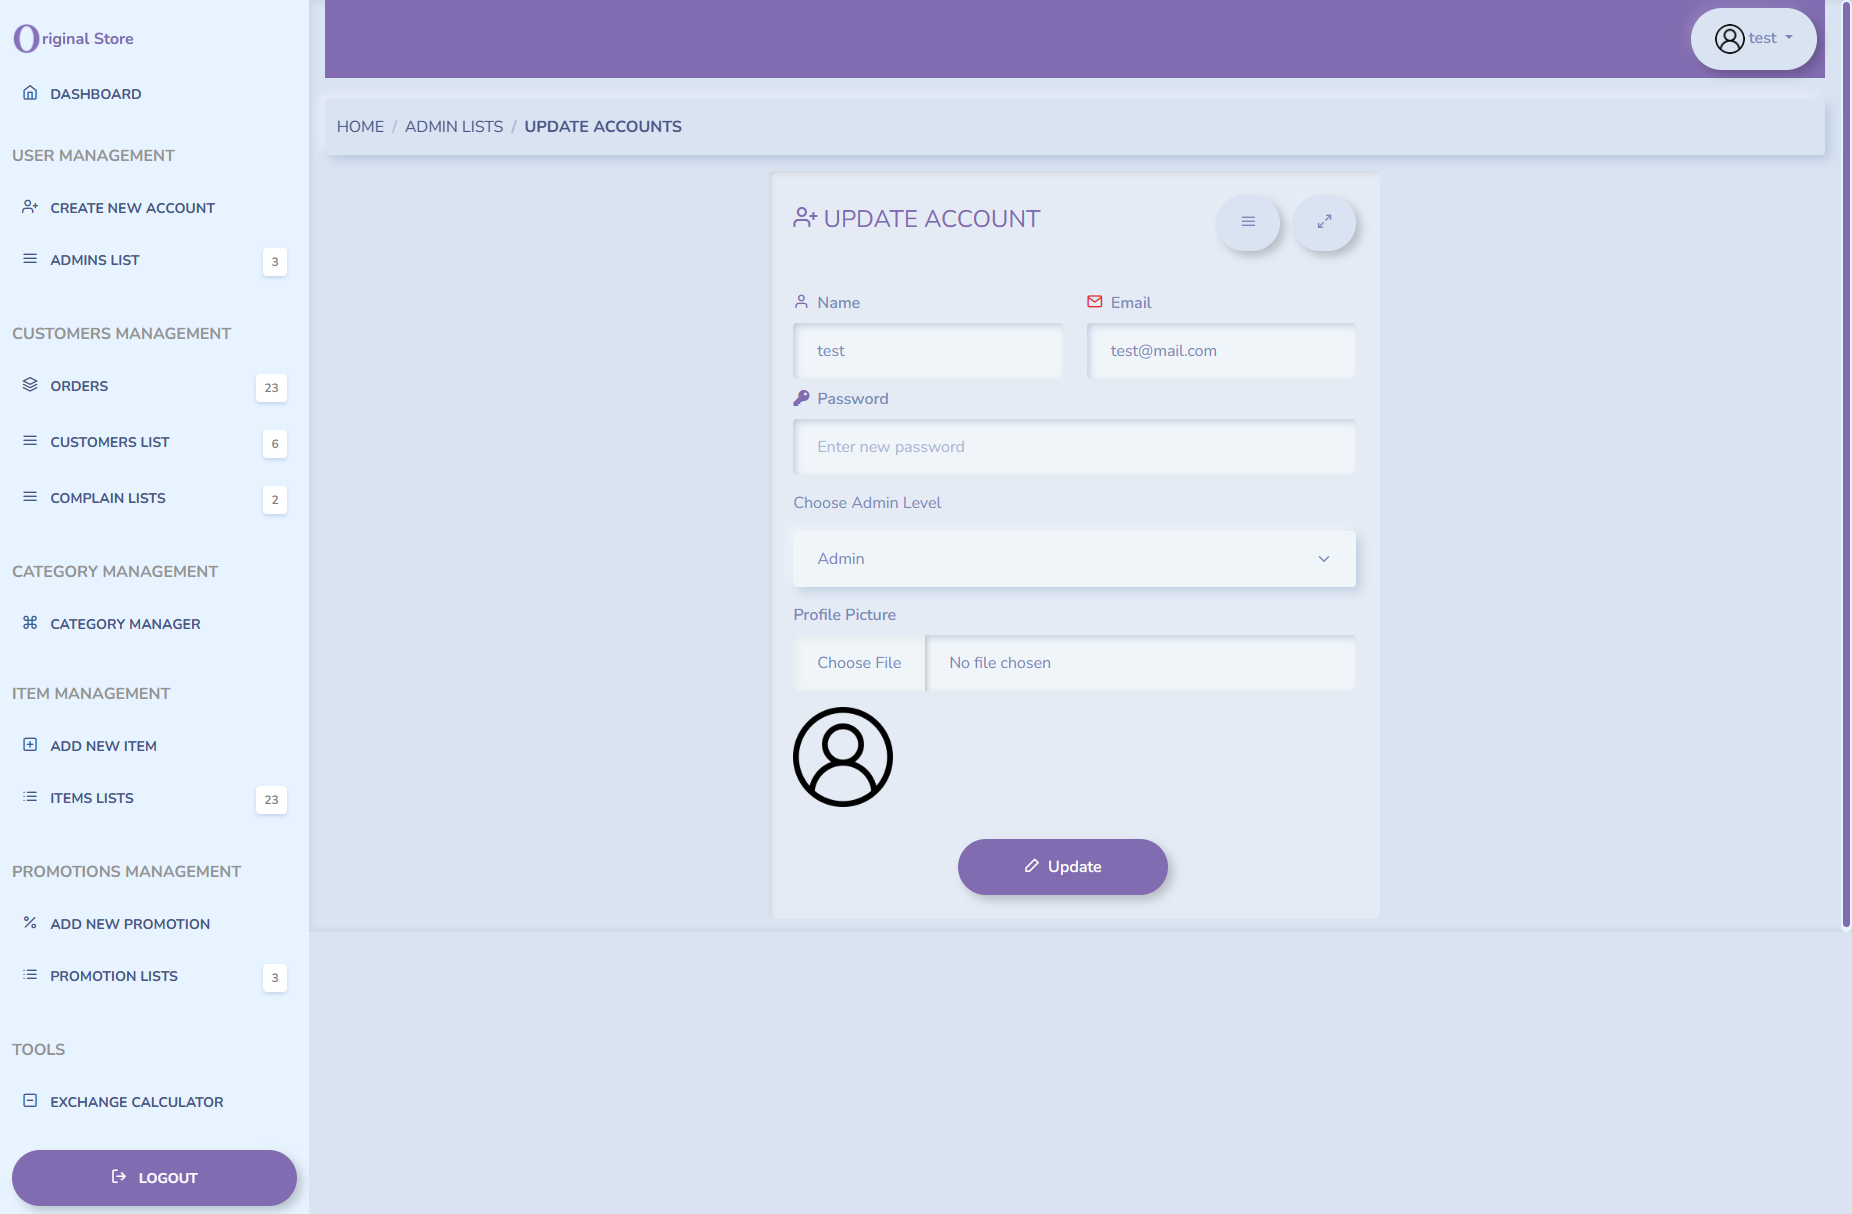 Original Store
DASHBOARD
USER MANAGEMENT
CREATE NEW ACCOUNT
ADMINS LIST 3
CUSTOMERS MANAGEMENT
ORDERS 23
CUSTOMERS LIST 6
COMPLAIN LISTS 2
CATEGORY MANAGEMENT
CATEGORY MANAGER
ITEM MANAGEMENT
ADD NEW ITEM
ITEMS LISTS 23
PROMOTIONS MANAGEMENT
ADD NEW PROMOTION
PROMOTION LISTS 3
TOOLS
EXCHANGE CALCULATOR
LOGOUT
test
HOME / ADMIN LISTS / UPDATE ACCOUNTS
UPDATE ACCOUNT
Name Email
test test@mail.com
Password
Enter new password
Choose Admin Level
Admin
Profile Picture
Choose File No file chosen
Update